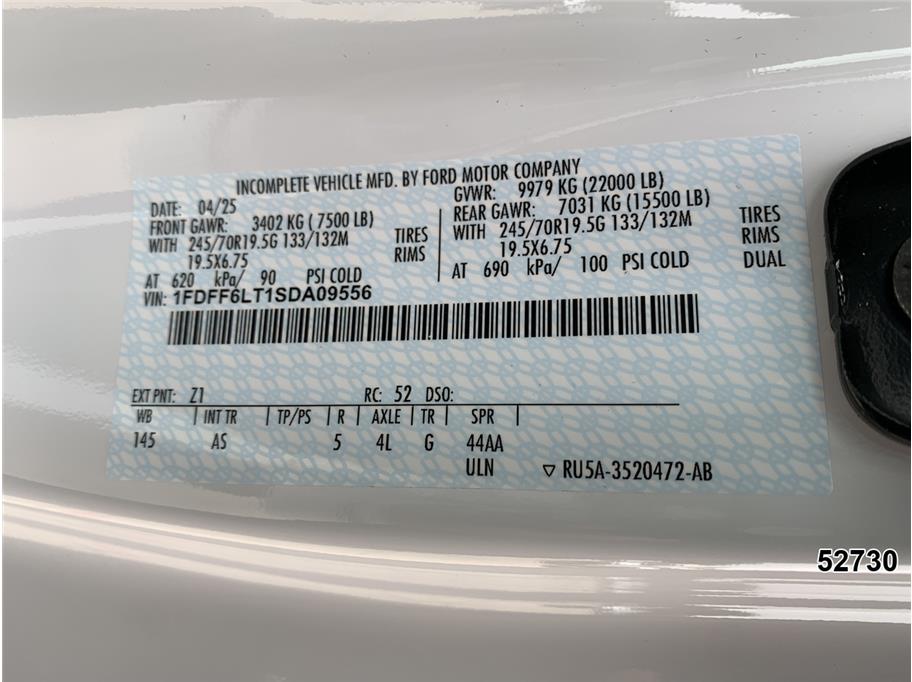 INCOMPLETE VEHICLE MFD. BY FORD MOTOR COMPANY
DATE: 04/25
GVWR: 9979 KG (22000 LB)
FRONT GAWR: 3402 KG ( 7500 LB)
REAR GAWR: 7031 KG (15500 LB)
WITH 245/70R19.5G 133/132M TIRES
WITH 245/70R19.5G 133/132M TIRES
19.5X6.75 RIMS
19.5X6.75 RIMS
AT 620 kPa/ 90 PSI COLD
AT 690 kPa/ 100 PSI COLD DUAL
VIN: 1FDFF6LT1SDA09556
EXT PNT: Z1 RC: 52 DSO:
WB | INT TR | TP/PS | R | AXLE | TR | SPR |
145 AS 5 4L G 44AA
ULN ▽ RU5A-3520472-AB
52730